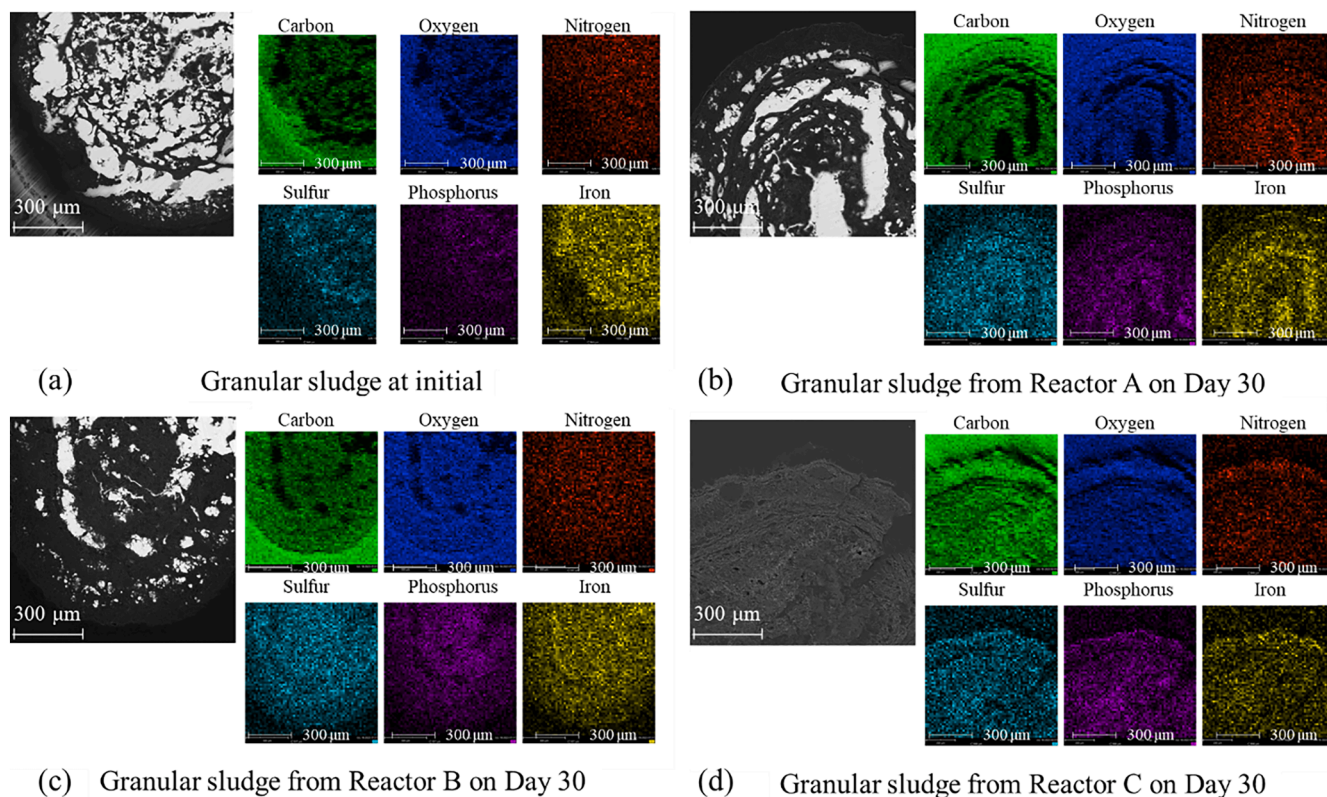 Carbon Oxygen Nitrogen
300 µm 300 µm 300 µm
Sulfur Phosphorus Iron
300 µm
300 µm 300 µm 300 µm
(a) Granular sludge at initial
Carbon Oxygen Nitrogen
300 µm 300 µm 300 µm
Sulfur Phosphorus Iron
300 µm
300 µm 300 µm 300 µm
(b) Granular sludge from Reactor A on Day 30
Carbon Oxygen Nitrogen
300 µm 300 µm 300 µm
Sulfur Phosphorus Iron
300 µm
300 µm 300 µm 300 µm
(c) Granular sludge from Reactor B on Day 30
Carbon Oxygen Nitrogen
300 µm 300 µm 300 µm
Sulfur Phosphorus Iron
300 µm
300 µm 300 µm 300 µm
(d) Granular sludge from Reactor C on Day 30